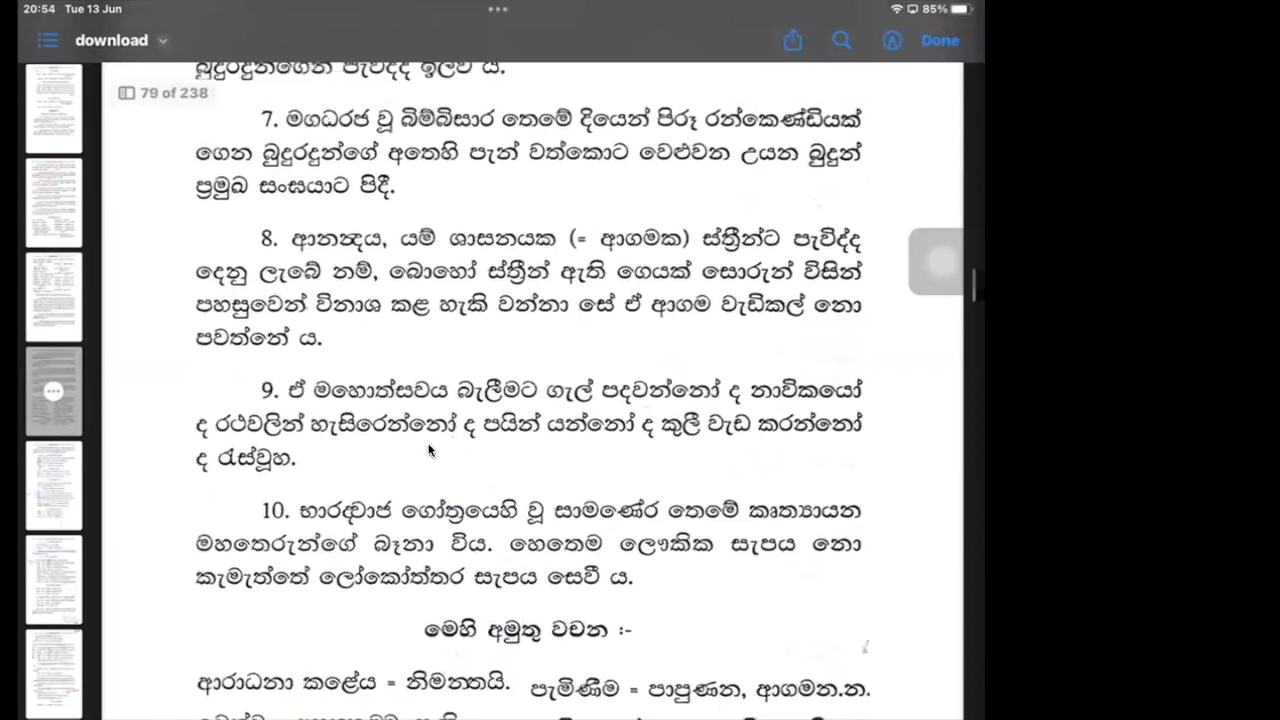 20:54 Tue 13 Jun
85%
download
Done
79 of 238
බුදුරදුන්ගෙන් පැවිද්ද ඉල්වී ය.
7. මගධරජ වූ බිම්බිසාර තෙමේ දියෙන් පිරූ රන්කෙණ්ඩියක්
ගෙන බුදුරදුන්ගේ අතෙහි පැන් වත්කොට වෙළුවන උයන බුදුන්
ප්‍රමුඛ සංඝයාට පිදී.
8. ආනන්දය, යම් ශාසනයක (= ආගමක) ස්ත්‍රීන්ට පැවිද්ද
දෙනු ලැබේ නම්, බොහෝ ස්ත්‍රීන් ඇති ගෙයක් සොරුන් විසින්
පහසුවෙන් විනාශ කළ හැකි වන්නා සේ ඒ ආගම වැඩිකල් නො
පවත්නේ ය.
9. ඒ මහොත්සවය බැලීමට ගැල් පදවන්නෝ ද නාවිකයෝ
ද රථවලින් හැසිරෙන්නෝ ද පයින් යන්නෝ ද කුලී වැඩ කරන්නෝ
ද රැස්වූහ.
10. භාරද්වාජ ගෝත්‍රයෙහි වූ සාමණේර තෙමේ කෘත්‍යායන
මහතෙරුන්ගේ බෑනා විය. හෙතෙම ලෞකික සැපය නො
කැමැත්තේ ලෝකෝත්තර සැපය සෙවී ය.
මෙහි අමුතු වචන :-
ආරාධනා කළේය = නිමන්තයි. පැමිණීම = පාපුණන, ආගමන.න.